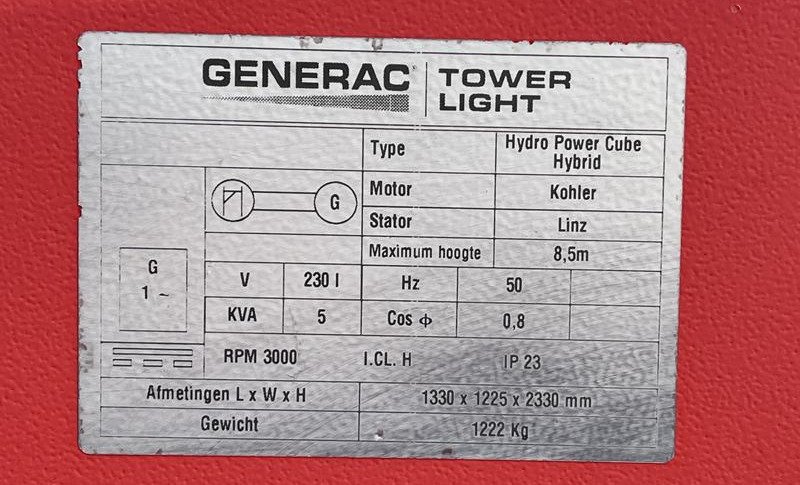 GENERAC TOWER
LIGHT
Type Hydro Power Cube
Hybrid
Motor Kohler
G
Stator Linz
Maximum hoogte 8,5m
G
1 ~
V 230 I Hz 50
KVA 5 Cos ϕ 0,8
RPM 3000 I.CL. H IP 23
Afmetingen L x W x H 1330 x 1225 x 2330 mm
Gewicht 1222 Kg